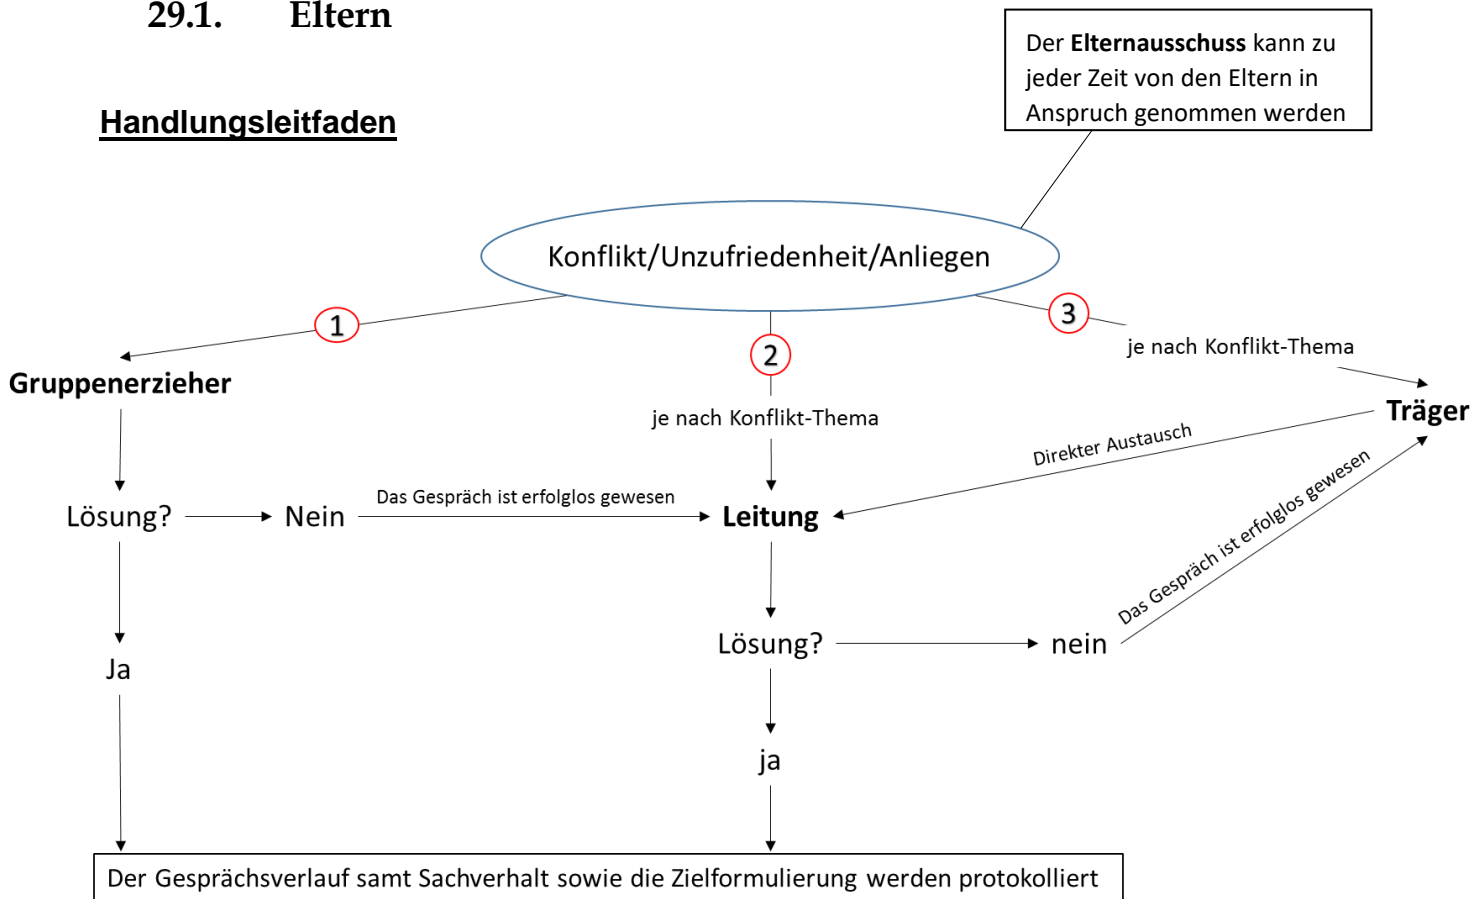 29.1. Eltern
Der Elternausschuss kann zu
jeder Zeit von den Eltern in
Anspruch genommen werden
Handlungsleitfaden
Konflikt/Unzufriedenheit/Anliegen
1
2
3
je nach Konflikt-Thema
Gruppenerzieher
je nach Konflikt-Thema
Träger
Direkter Austausch
Das Gespräch ist erfolglos gewesen
Lösung?
Nein
Das Gespräch ist erfolglos gewesen
Leitung
Lösung?
nein
Ja
ja
Der Gesprächsverlauf samt Sachverhalt sowie die Zielformulierung werden protokolliert